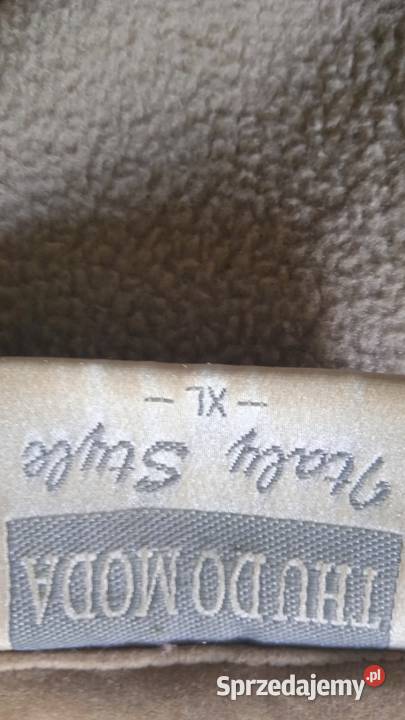 THU DO MODA
Italy Style
- XL -
Sprzedajemy.pl